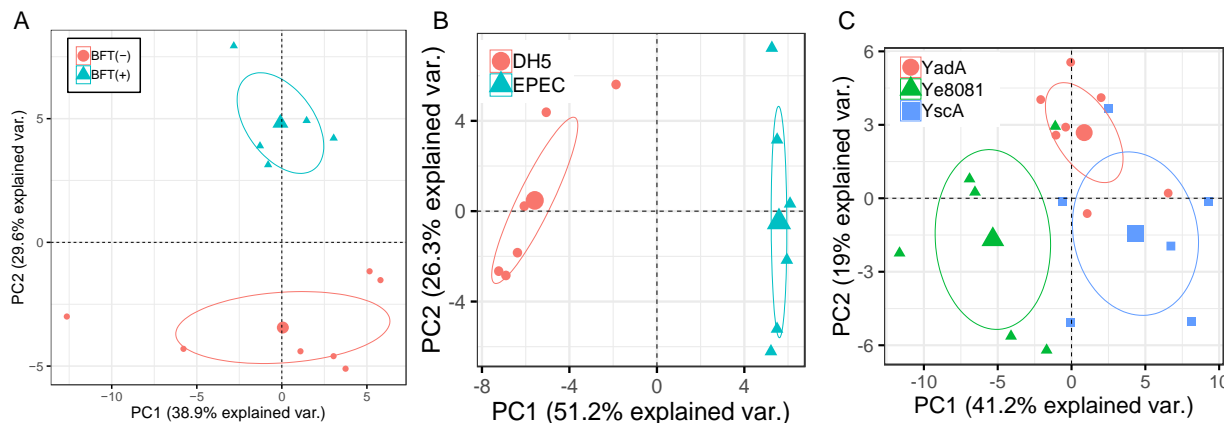 A
BFT(−)
BFT(+)
PC2 (29.6% explained var.)
5
0
−5
−10
−5
0
5
PC1 (38.9% explained var.)
B
DH5
EPEC
PC2 (26.3% explained var.)
4
0
−4
−8
−4
0
4
PC1 (51.2% explained var.)
C
YadA
Ye8081
YscA
PC2 (19% explained var.)
6
3
0
−3
−6
−10
−5
0
5
10
PC1 (41.2% explained var.)